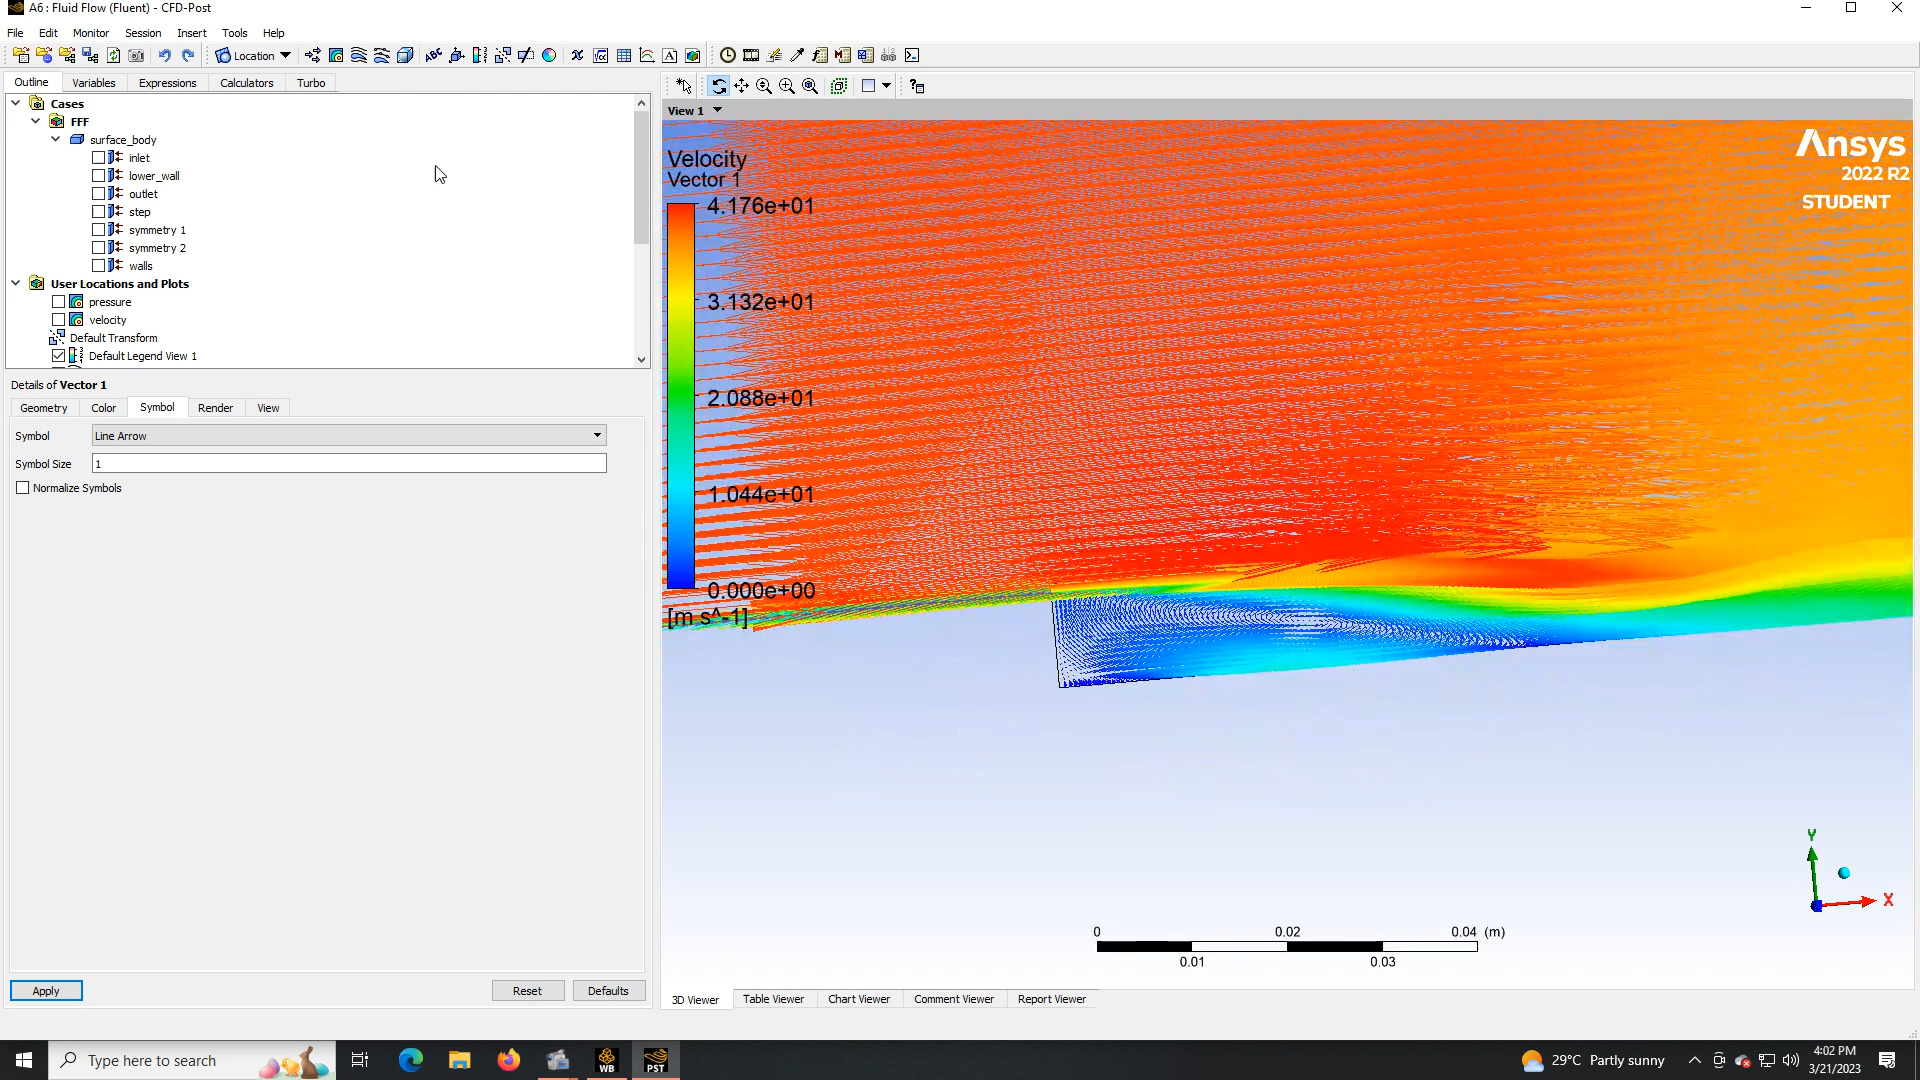 A6 : Fluid Flow (Fluent) - CFD-Post
File Edit Monitor Session Insert Tools Help
Location
Outline Variables Expressions Calculators Turbo
Cases
FFF
surface_body
inlet
lower_wall
outlet
step
symmetry 1
symmetry 2
walls
User Locations and Plots
pressure
velocity
Default Transform
Default Legend View 1
Details of Vector 1
Geometry Color Symbol Render View
Symbol Line Arrow
Symbol Size 1
Normalize Symbols
Apply Reset Defaults
View 1
Velocity
Vector 1
4.176e+01
3.132e+01
2.088e+01
1.044e+01
0.000e+00
[m s^-1]
Ansys
2022 R2
STUDENT
Y
X
0 0.02 0.04 (m)
0.01 0.03
3D Viewer Table Viewer Chart Viewer Comment Viewer Report Viewer
Type here to search
WB
PST
29°C Partly sunny
4:02 PM
3/21/2023